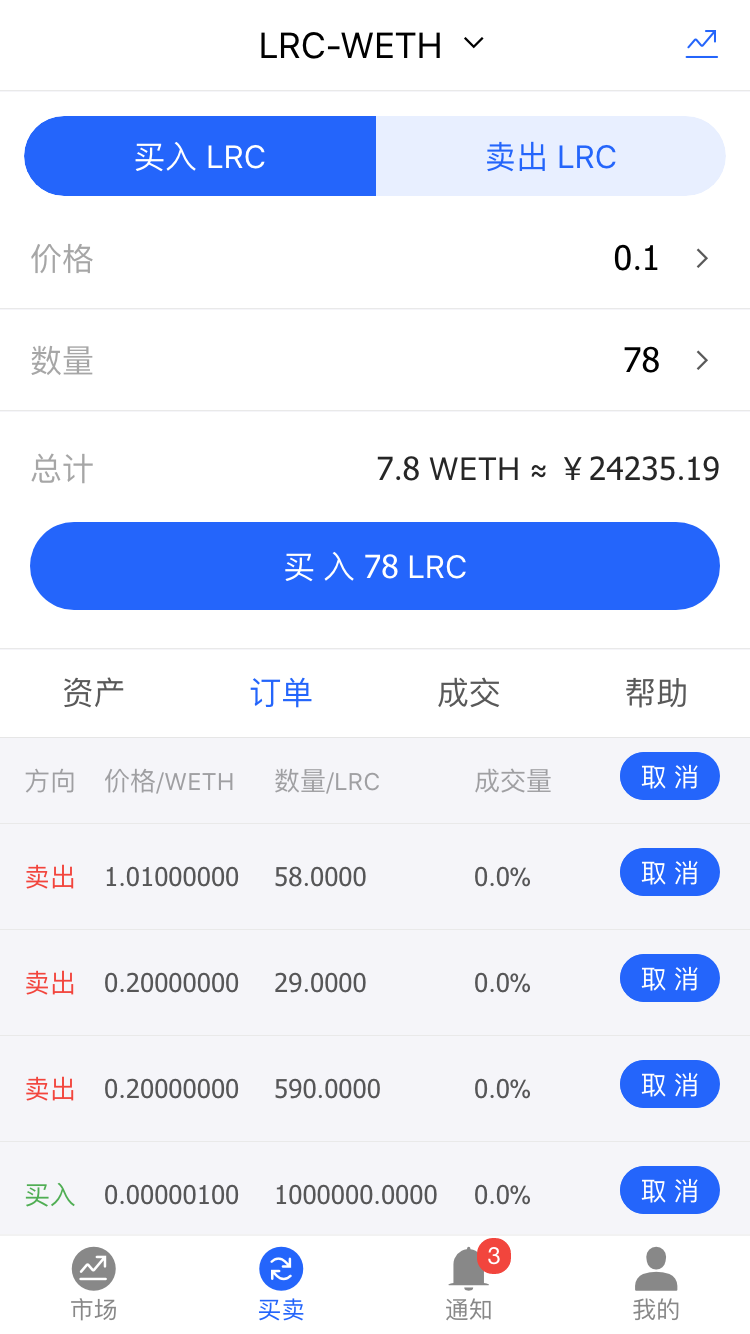 LRC-WETH
买入 LRC 卖出 LRC
价格 0.1
数量 78
总计 7.8 WETH ≈ ￥24235.19
买 入 78 LRC
资产 订单 成交 帮助
方向 价格/WETH 数量/LRC 成交量 取 消
卖出 1.01000000 58.0000 0.0% 取 消
卖出 0.20000000 29.0000 0.0% 取 消
卖出 0.20000000 590.0000 0.0% 取 消
买入 0.00000100 1000000.0000 0.0% 取 消
3
市场 买卖 通知 我的